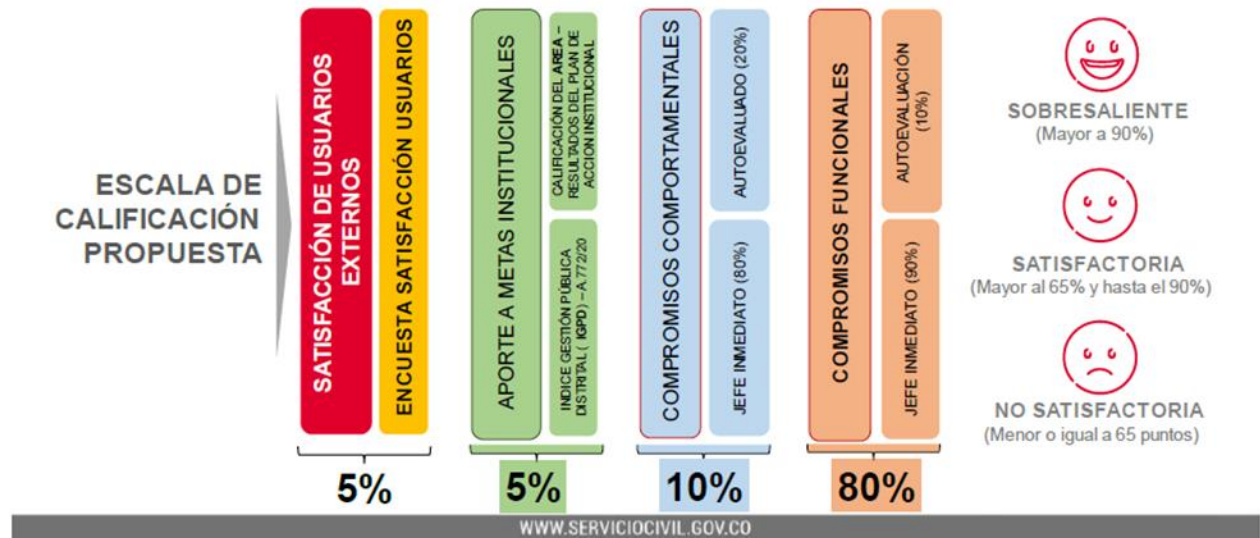 ESCALA DE
CALIFICACIÓN
PROPUESTA
SATISFACCIÓN DE USUARIOS
EXTERNOS
ENCUESTA SATISFACCIÓN USUARIOS
5%
APORTE A METAS INSTITUCIONALES
CALIFICACIÓN DEL AREA –
RESULTADOS DEL PLAN DE
ACCION INSTITUCIONAL
INDICE GESTIÓN PÚBLICA
DISTRITAL ( IGPD) – A.772/20
5%
COMPROMISOS COMPORTAMENTALES
AUTOEVALUADO (20%)
JEFE INMEDIATO (80%)
10%
COMPROMISOS FUNCIONALES
AUTOEVALUACIÓN
(10%)
JEFE INMEDIATO (90%)
80%
SOBRESALIENTE
(Mayor a 90%)
SATISFACTORIA
(Mayor al 65% y hasta el 90%)
NO SATISFACTORIA
(Menor o igual a 65 puntos)
WWW.SERVICIOCIVIL.GOV.CO